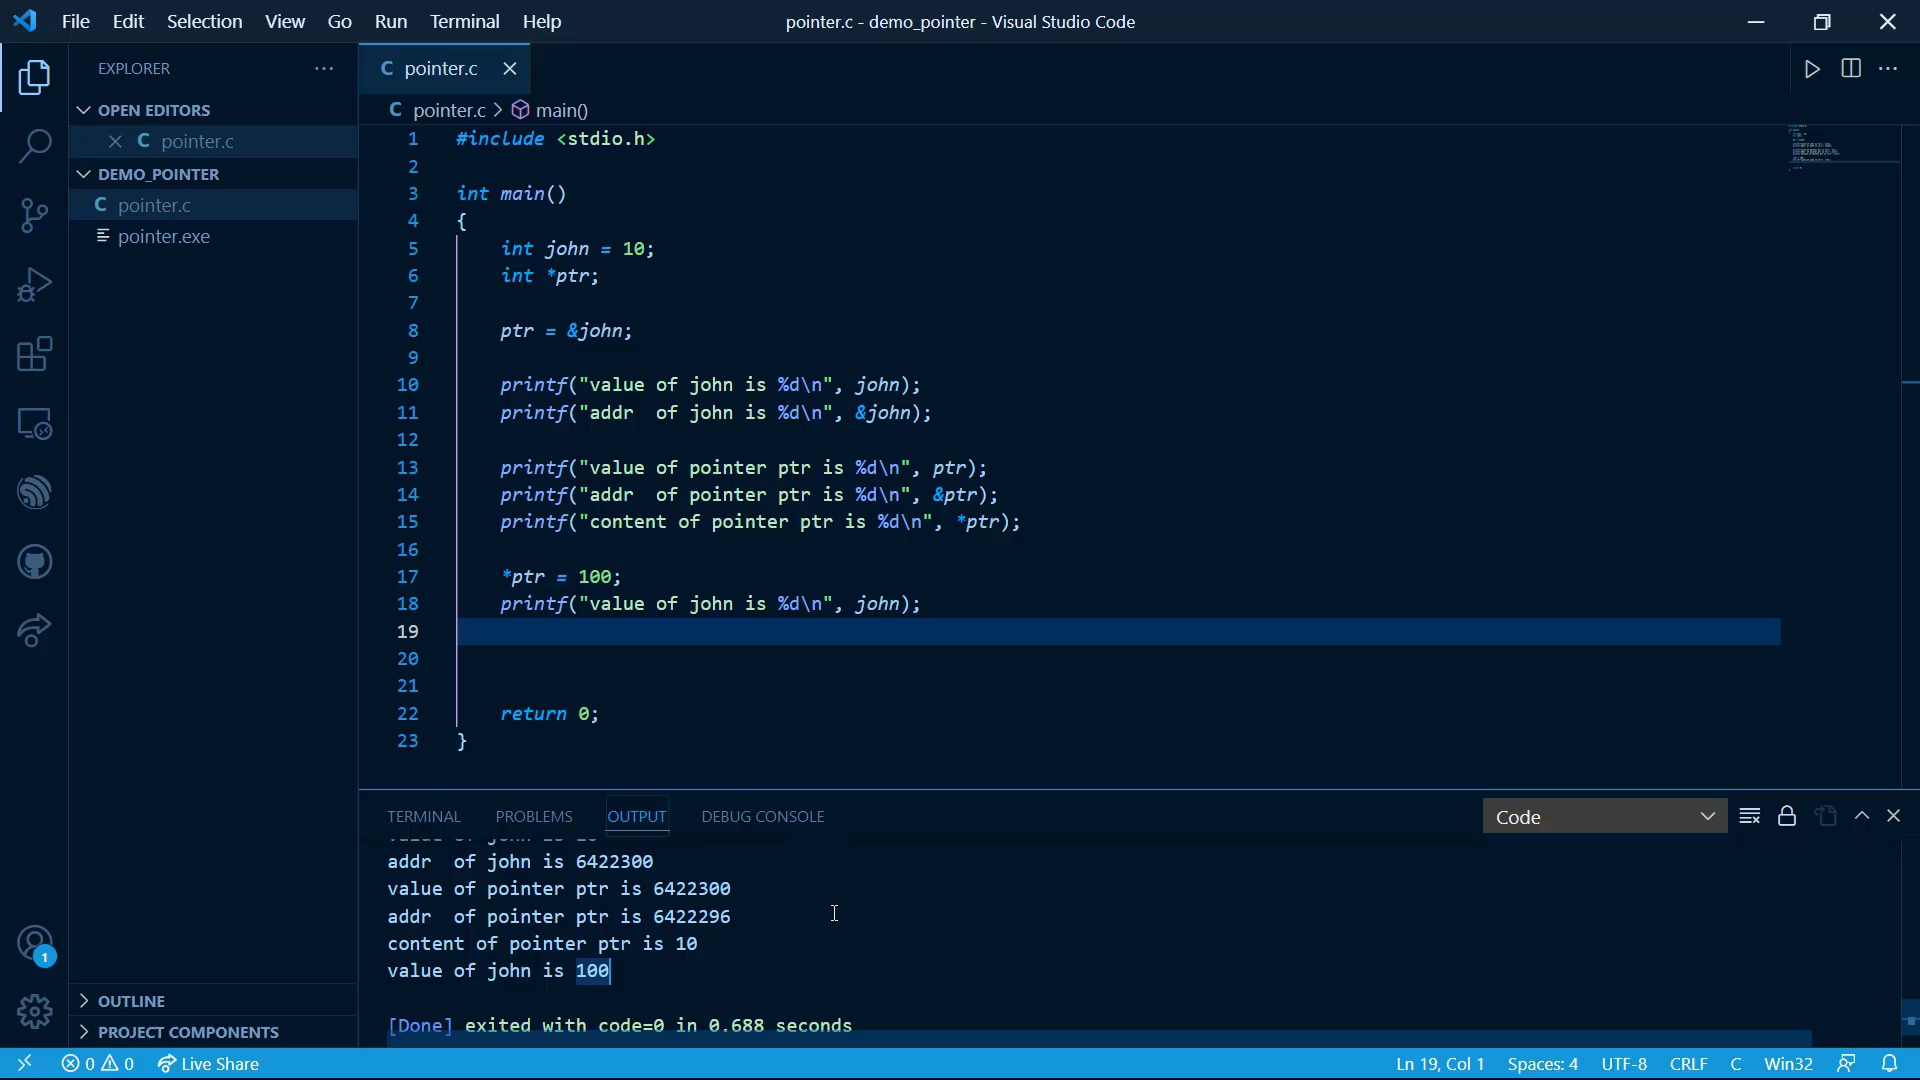 File Edit Selection View Go Run Terminal Help
pointer.c - demo_pointer - Visual Studio Code
EXPLORER
OPEN EDITORS
C pointer.c
DEMO_POINTER
C pointer.c
pointer.exe
OUTLINE
PROJECT COMPONENTS
1
C pointer.c
C pointer.c > main()
1 #include <stdio.h>
2
3 int main()
4 {
5     int john = 10;
6     int *ptr;
7
8     ptr = &john;
9
10     printf("value of john is %d\n", john);
11     printf("addr  of john is %d\n", &john);
12
13     printf("value of pointer ptr is %d\n", ptr);
14     printf("addr  of pointer ptr is %d\n", &ptr);
15     printf("content of pointer ptr is %d\n", *ptr);
16
17     *ptr = 100;
18     printf("value of john is %d\n", john);
19
20
21
22     return 0;
23 }
TERMINAL PROBLEMS OUTPUT DEBUG CONSOLE
Code
addr  of john is 6422300
value of pointer ptr is 6422300
addr  of pointer ptr is 6422296
content of pointer ptr is 10
value of john is 100
[Done] exited with code=0 in 0.688 seconds
0 0 Live Share
Ln 19, Col 1 Spaces: 4 UTF-8 CRLF C Win32